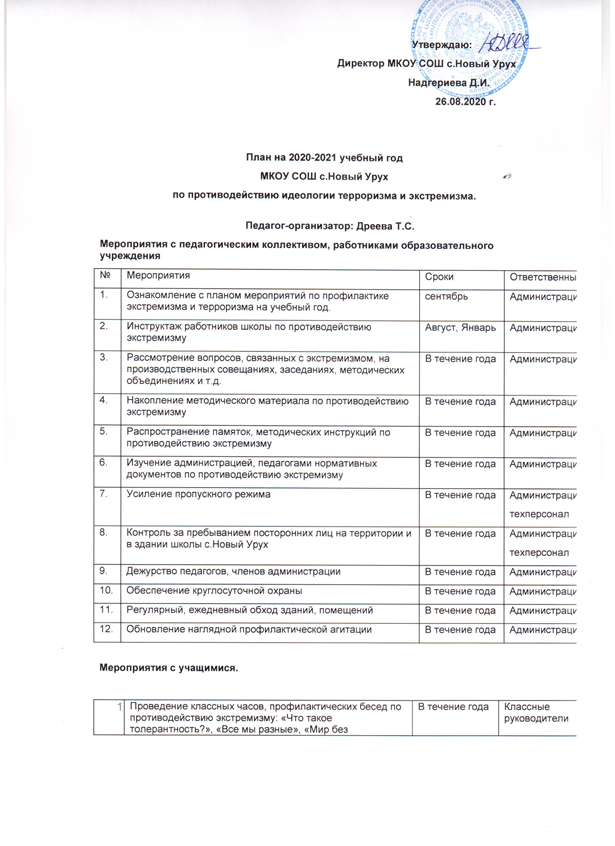 Утверждаю:
Директор МКОУ СОШ с.Новый Урух
Надгериева Д.И.
26.08.2020 г.
План на 2020-2021 учебный год
МКОУ СОШ с.Новый Урух
по противодействию идеологии терроризма и экстремизма.
Педагог-организатор: Дреева Т.С.
Мероприятия с педагогическим коллективом, работниками образовательного
учреждения
№ Мероприятия Сроки Ответственны
1. Ознакомление с планом мероприятий по профилактике сентябрь Администраци
экстремизма и терроризма на учебный год.
2. Инструктаж работников школы по противодействию Август, Январь Администраци
экстремизму
3. Рассмотрение вопросов, связанных с экстремизмом, на В течение года Администраци
производственных совещаниях, заседаниях, методических
объединениях и т.д.
4. Накопление методического материала по противодействию В течение года Администраци
экстремизму
5. Распространение памяток, методических инструкций по В течение года Администраци
противодействию экстремизму
6. Изучение администрацией, педагогами нормативных В течение года Администраци
документов по противодействию экстремизму
7. Усиление пропускного режима В течение года Администраци
техперсонал
8. Контроль за пребыванием посторонних лиц на территории и В течение года Администраци
в здании школы с.Новый Урух
техперсонал
9. Дежурство педагогов, членов администрации В течение года Администраци
10. Обеспечение круглосуточной охраны В течение года Администраци
11. Регулярный, ежедневный обход зданий, помещений В течение года Администраци
12. Обновление наглядной профилактической агитации В течение года Администраци
Мероприятия с учащимися.
1 Проведение классных часов, профилактических бесед по В течение года Классные
противодействию экстремизму: «Что такое руководители
толерантность?», «Все мы разные», «Мир без